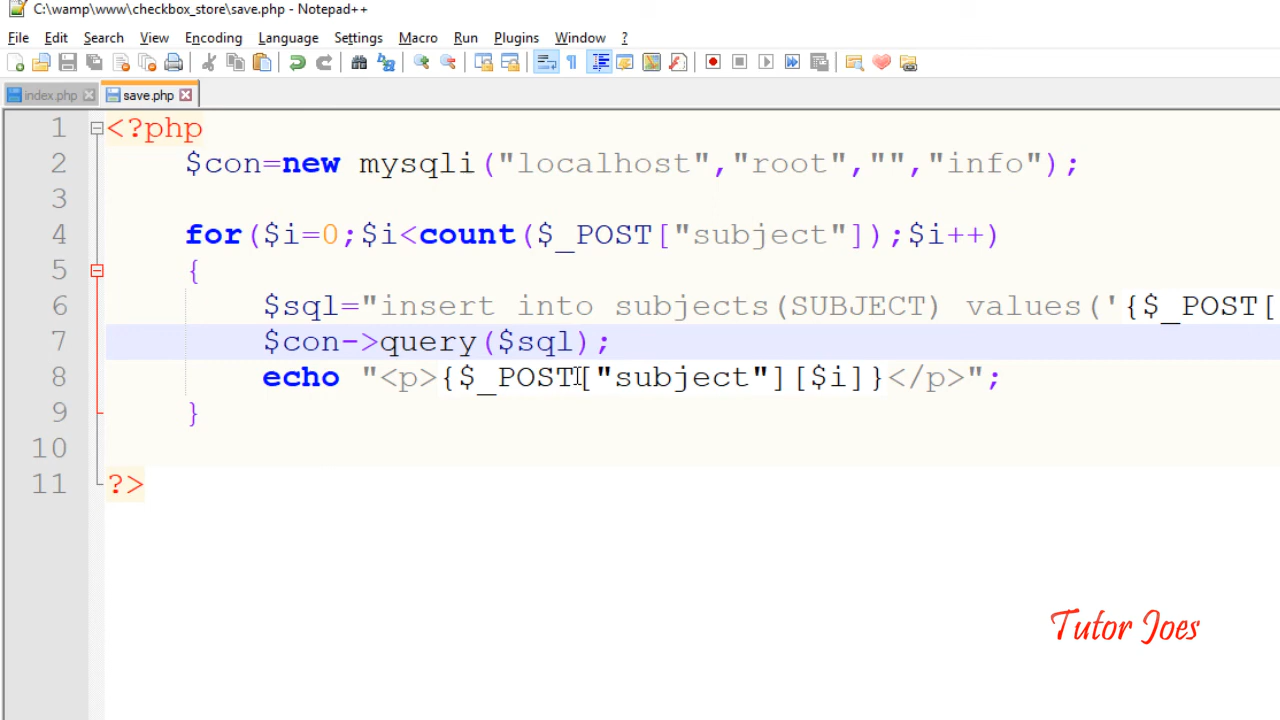 C:\wamp\www\checkbox_store\save.php - Notepad++
File Edit Search View Encoding Language Settings Macro Run Plugins Window ?
index.php save.php
1 <?php
2 $con=new mysqli("localhost","root","","info");
3
4 for($i=0;$i<count($_POST["subject"]);$i++)
5 {
6 $sql="insert into subjects(SUBJECT) values('{$_POST[
7 $con->query($sql);
8 echo "<p>{$_POST["subject"][$i]}</p>";
9 }
10
11 ?>
Tutor Joes